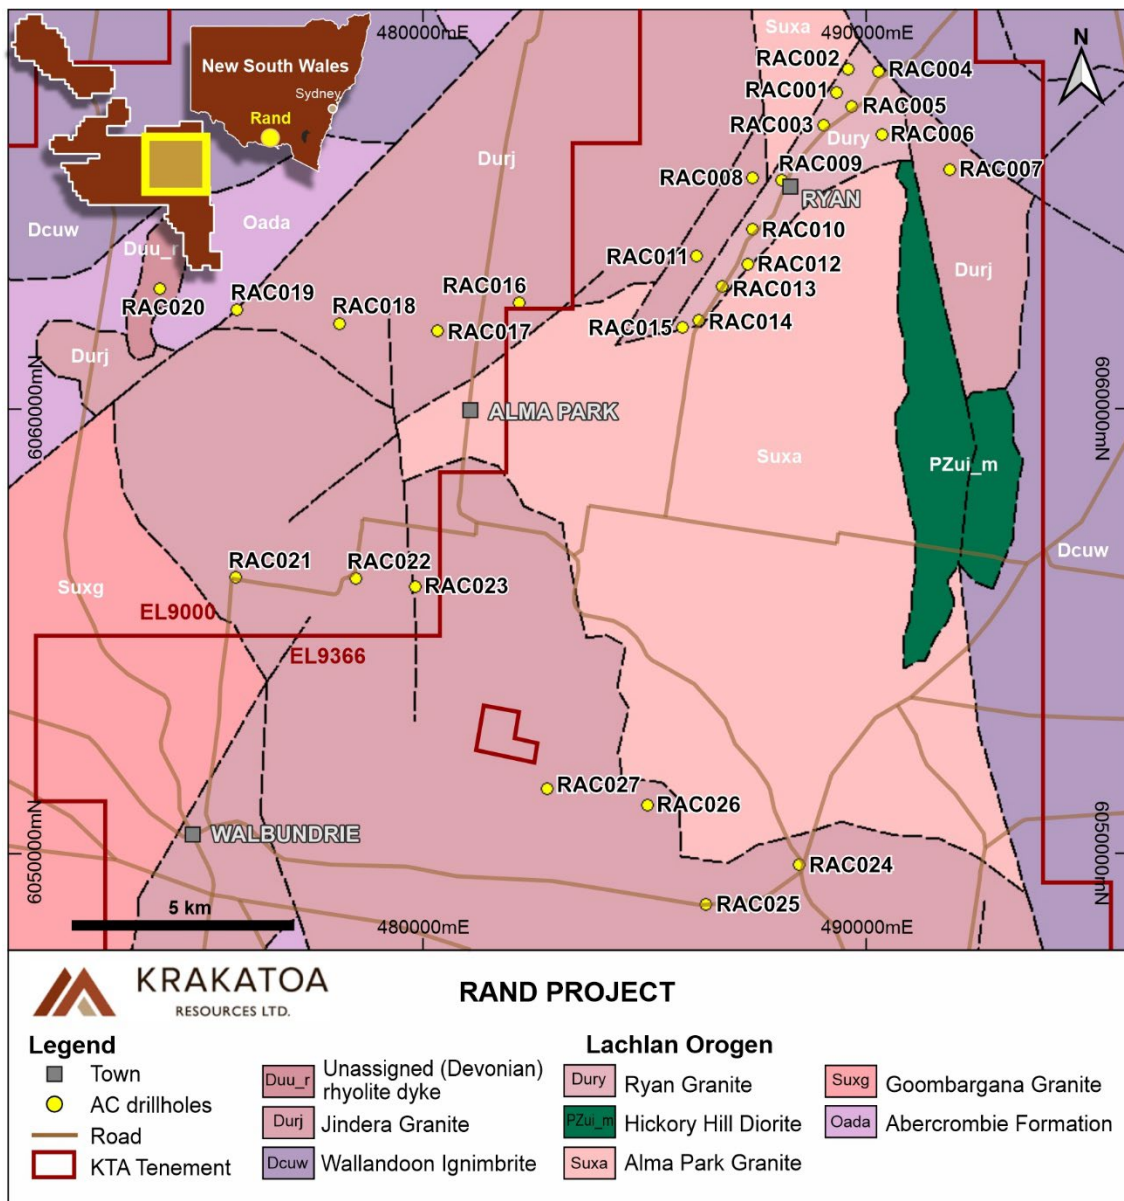 480000mE
490000mE
Suxa
N
New South Wales
Sydney
Rand
RAC002
RAC004
RAC001
RAC005
RAC003
Dury
RAC006
Durj
RAC007
RAC008
RAC009
RYAN
Oada
Dcuw
Duu_r
RAC010
RAC011
RAC012
Durj
RAC013
RAC020
RAC019
RAC018
RAC016
RAC017
RAC015
RAC014
Durj
6060000mN
ALMA PARK
6060000mN
Suxa
PZui_m
Dcuw
RAC021
RAC022
RAC023
Suxg
EL9000
EL9366
RAC027
RAC026
WALBUNDRIE
6050000mN
6050000mN
RAC024
RAC025
5 km
480000mE
490000mE
KRAKATOA
RESOURCES LTD.
RAND PROJECT
Legend
Town
AC drillholes
Road
KTA Tenement
Duu_r Unassigned (Devonian)
rhyolite dyke
Durj Jindera Granite
Dcuw Wallandoon Ignimbrite
Lachlan Orogen
Dury Ryan Granite
PZui_m Hickory Hill Diorite
Suxa Alma Park Granite
Suxg Goombargana Granite
Oada Abercrombie Formation